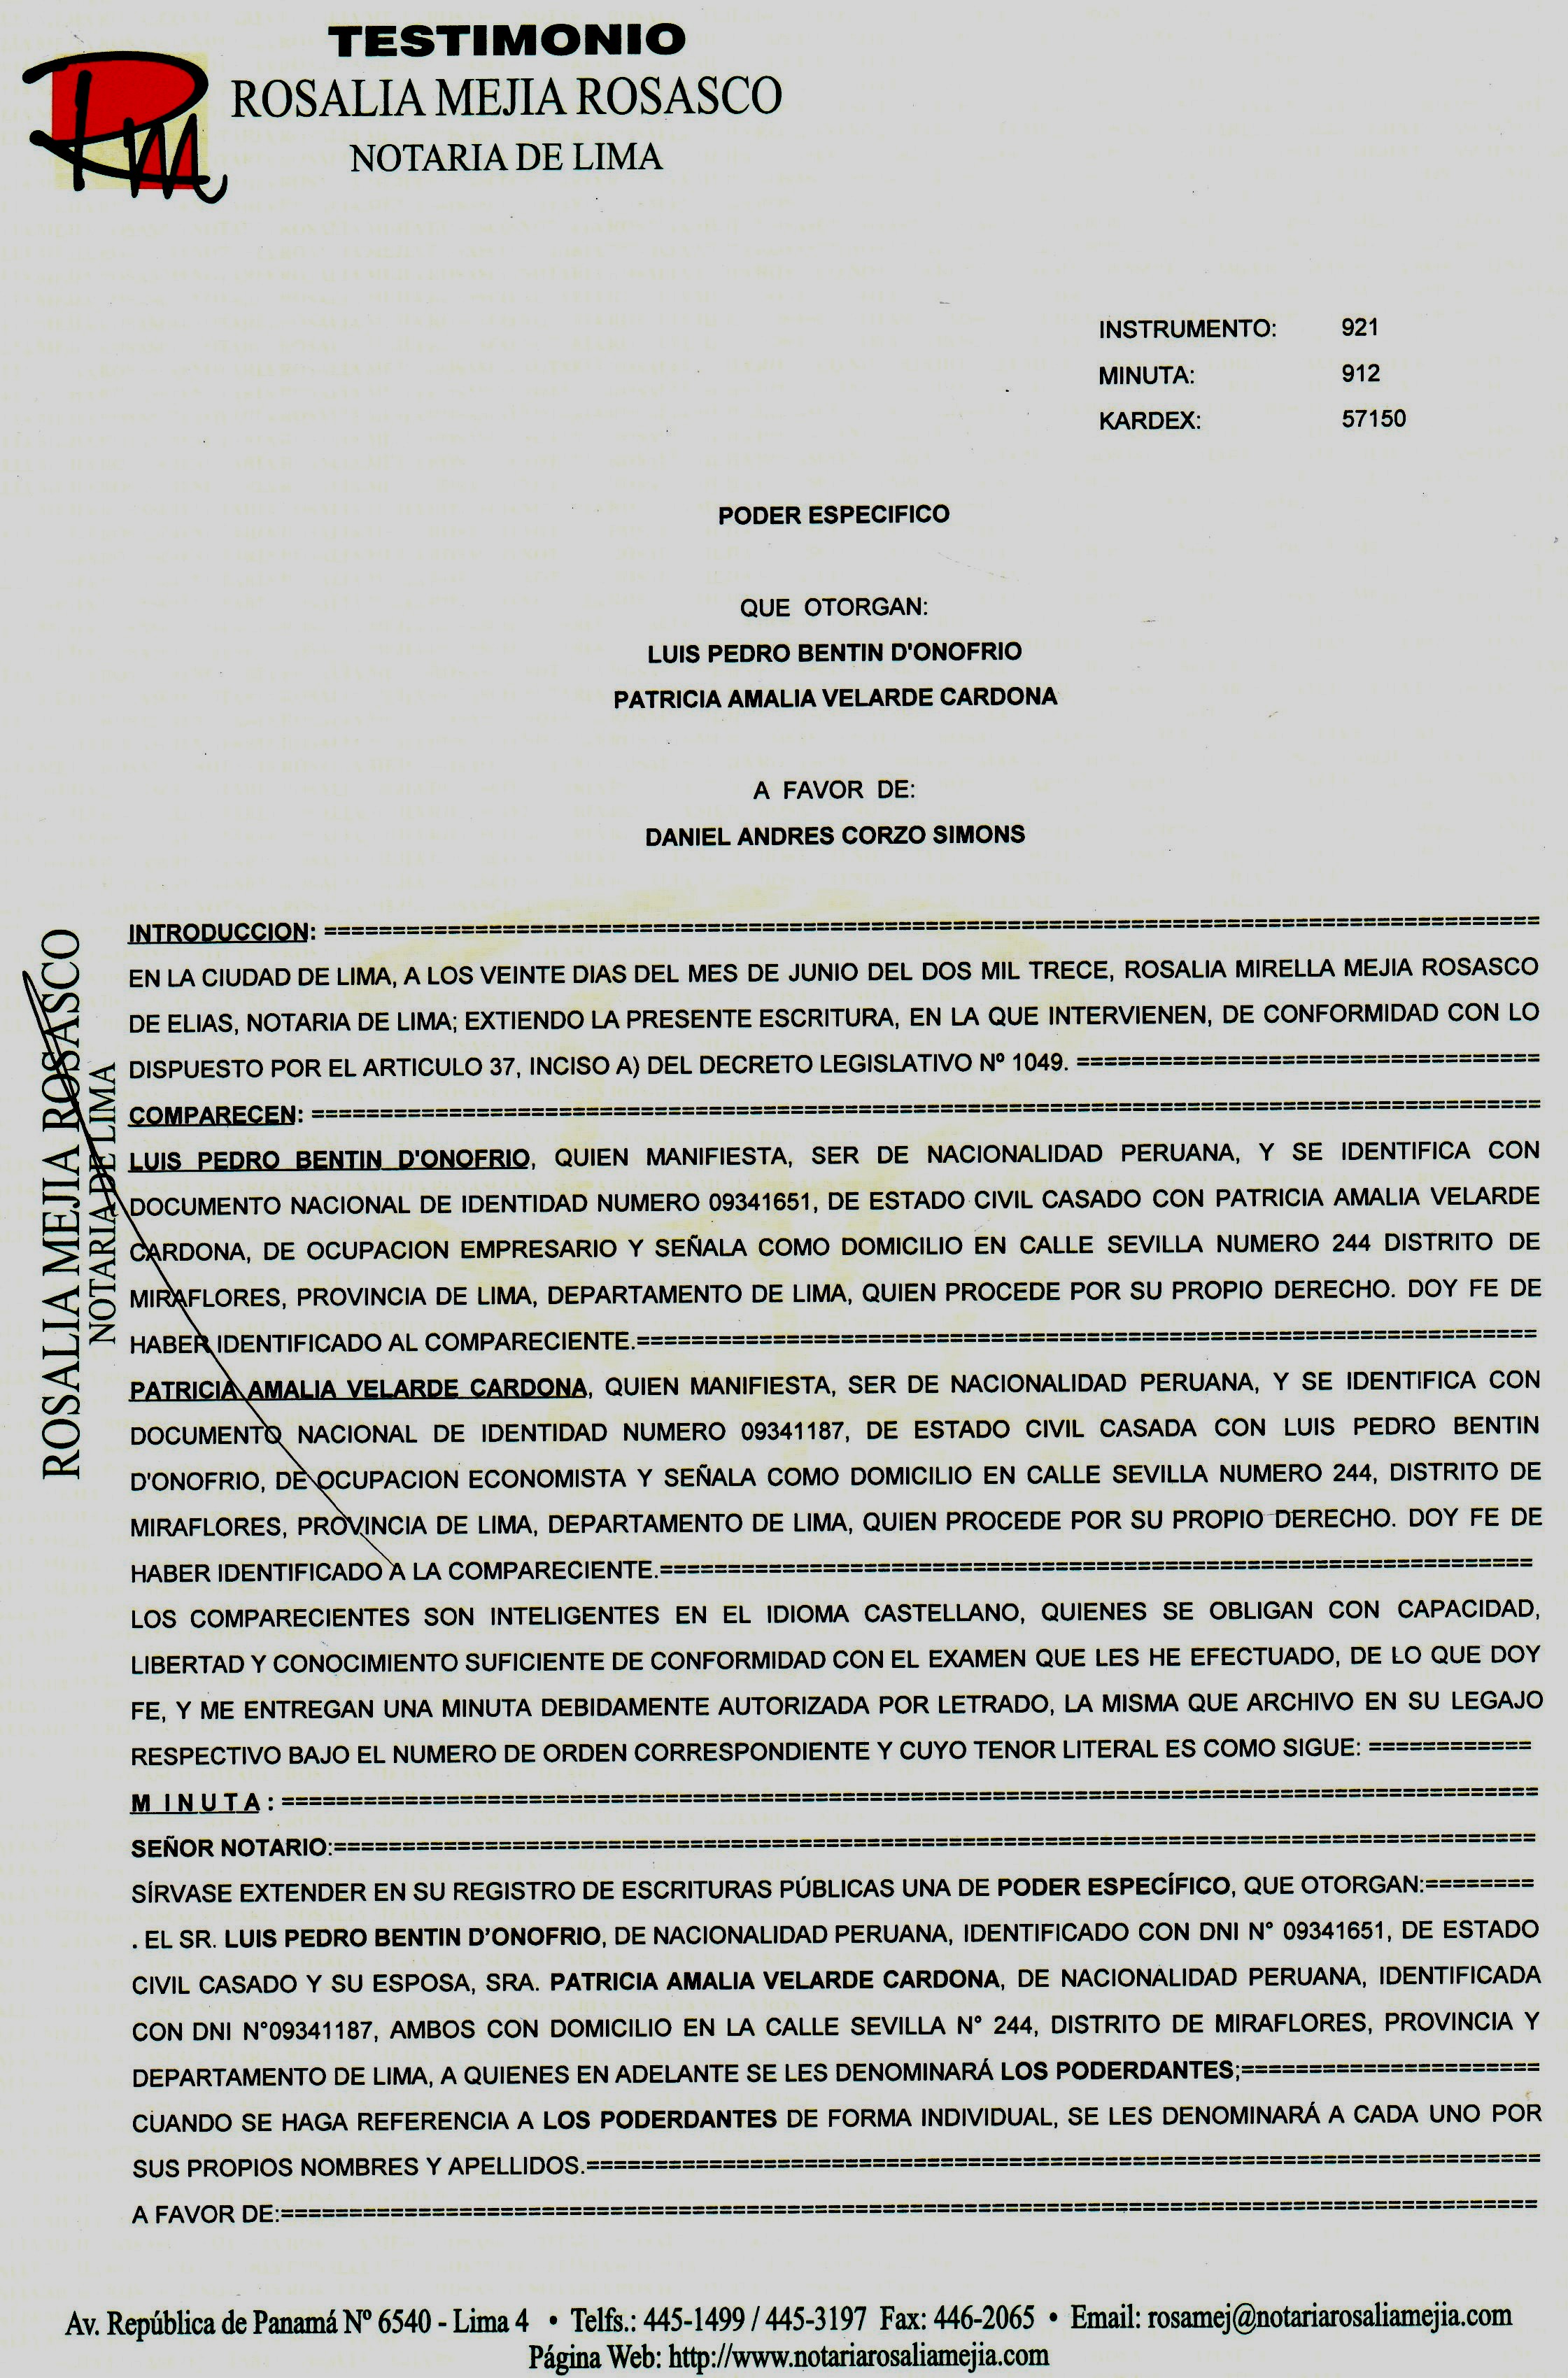 TESTIMONIO
ROSALIA MEJIA ROSASCO
NOTARIA DE LIMA
INSTRUMENTO: 921
MINUTA: 912
KARDEX: 57150
PODER ESPECIFICO
QUE OTORGAN:
LUIS PEDRO BENTIN D'ONOFRIO
PATRICIA AMALIA VELARDE CARDONA
A FAVOR DE:
DANIEL ANDRES CORZO SIMONS
INTRODUCCION: ==========================================================================================
EN LA CIUDAD DE LIMA, A LOS VEINTE DIAS DEL MES DE JUNIO DEL DOS MIL TRECE, ROSALIA MIRELLA MEJIA ROSASCO
DE ELIAS, NOTARIA DE LIMA; EXTIENDO LA PRESENTE ESCRITURA, EN LA QUE INTERVIENEN, DE CONFORMIDAD CON LO
DISPUESTO POR EL ARTICULO 37, INCISO A) DEL DECRETO LEGISLATIVO Nº 1049. ==================================
COMPARECEN: ===========================================================================================
LUIS PEDRO BENTIN D'ONOFRIO, QUIEN MANIFIESTA, SER DE NACIONALIDAD PERUANA, Y SE IDENTIFICA CON
DOCUMENTO NACIONAL DE IDENTIDAD NUMERO 09341651, DE ESTADO CIVIL CASADO CON PATRICIA AMALIA VELARDE
CARDONA, DE OCUPACION EMPRESARIO Y SEÑALA COMO DOMICILIO EN CALLE SEVILLA NUMERO 244 DISTRITO DE
MIRAFLORES, PROVINCIA DE LIMA, DEPARTAMENTO DE LIMA, QUIEN PROCEDE POR SU PROPIO DERECHO. DOY FE DE
HABER IDENTIFICADO AL COMPARECIENTE.==================================================================
PATRICIA AMALIA VELARDE CARDONA, QUIEN MANIFIESTA, SER DE NACIONALIDAD PERUANA, Y SE IDENTIFICA CON
DOCUMENTO NACIONAL DE IDENTIDAD NUMERO 09341187, DE ESTADO CIVIL CASADA CON LUIS PEDRO BENTIN
D'ONOFRIO, DE OCUPACION ECONOMISTA Y SEÑALA COMO DOMICILIO EN CALLE SEVILLA NUMERO 244, DISTRITO DE
MIRAFLORES, PROVINCIA DE LIMA, DEPARTAMENTO DE LIMA, QUIEN PROCEDE POR SU PROPIO DERECHO. DOY FE DE
HABER IDENTIFICADO A LA COMPARECIENTE.================================================================
LOS COMPARECIENTES SON INTELIGENTES EN EL IDIOMA CASTELLANO, QUIENES SE OBLIGAN CON CAPACIDAD,
LIBERTAD Y CONOCIMIENTO SUFICIENTE DE CONFORMIDAD CON EL EXAMEN QUE LES HE EFECTUADO, DE LO QUE DOY
FE, Y ME ENTREGAN UNA MINUTA DEBIDAMENTE AUTORIZADA POR LETRADO, LA MISMA QUE ARCHIVO EN SU LEGAJO
RESPECTIVO BAJO EL NUMERO DE ORDEN CORRESPONDIENTE Y CUYO TENOR LITERAL ES COMO SIGUE: ============
M I N U T A : =============================================================================================
SEÑOR NOTARIO:=========================================================================================
SÍRVASE EXTENDER EN SU REGISTRO DE ESCRITURAS PÚBLICAS UNA DE PODER ESPECÍFICO, QUE OTORGAN:========
. EL SR. LUIS PEDRO BENTIN D'ONOFRIO, DE NACIONALIDAD PERUANA, IDENTIFICADO CON DNI N° 09341651, DE ESTADO
CIVIL CASADO Y SU ESPOSA, SRA. PATRICIA AMALIA VELARDE CARDONA, DE NACIONALIDAD PERUANA, IDENTIFICADA
CON DNI N°09341187, AMBOS CON DOMICILIO EN LA CALLE SEVILLA N° 244, DISTRITO DE MIRAFLORES, PROVINCIA Y
DEPARTAMENTO DE LIMA, A QUIENES EN ADELANTE SE LES DENOMINARÁ LOS PODERDANTES;======================
CUANDO SE HAGA REFERENCIA A LOS PODERDANTES DE FORMA INDIVIDUAL, SE LES DENOMINARÁ A CADA UNO POR
SUS PROPIOS NOMBRES Y APELLIDOS.======================================================================
A FAVOR DE:=============================================================================================
ROSALIA MEJIA ROSASCO
NOTARIA DE LIMA
Av. República de Panamá Nº 6540 - Lima 4 • Telfs.: 445-1499 / 445-3197 Fax: 446-2065 • Email: rosamej@notariarosaliamejia.com
Página Web: http://www.notariarosaliamejia.com